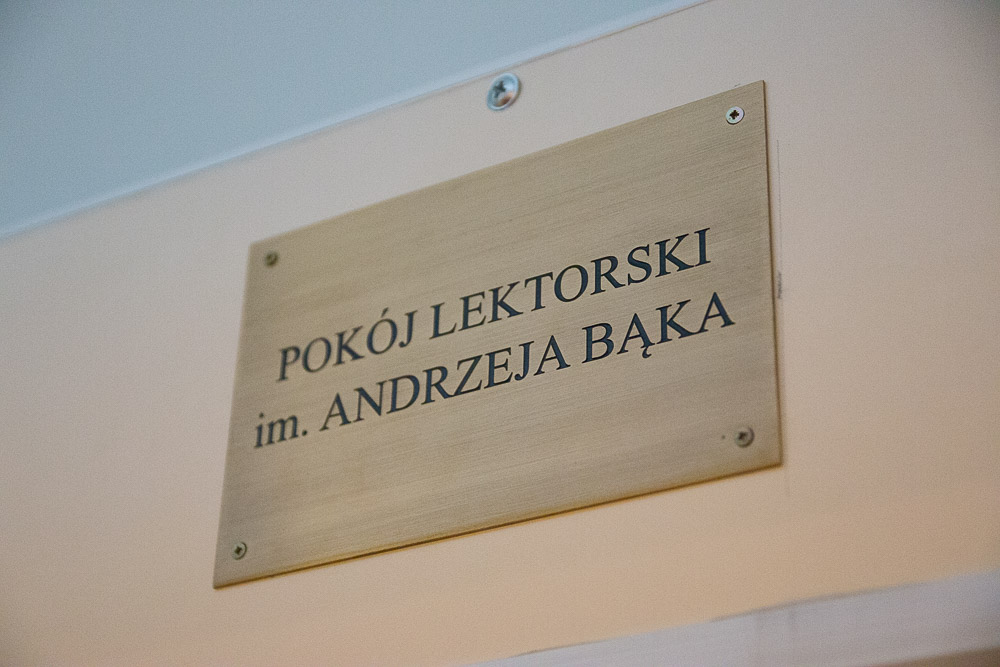 POKÓJ LEKTORSKI
im. ANDRZEJA BĄKA